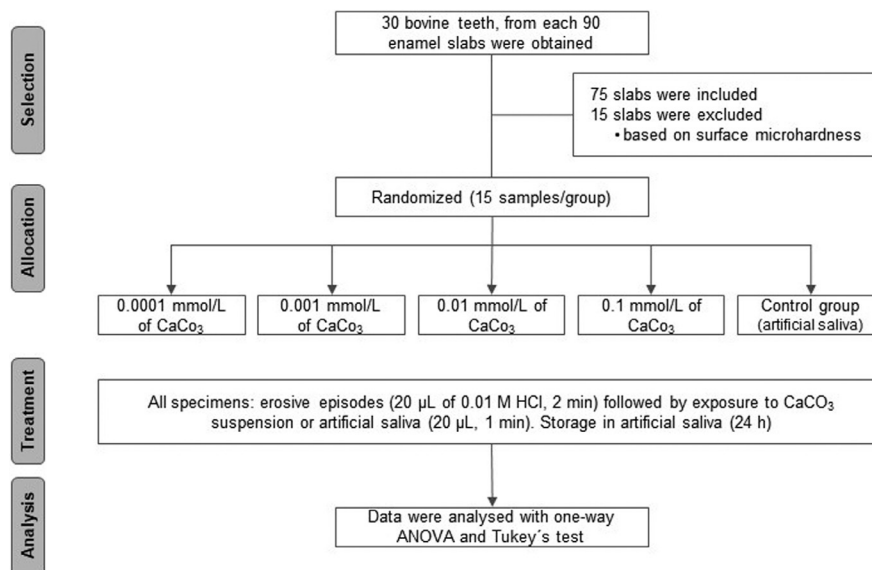 Selection
30 bovine teeth, from each 90
enamel slabs were obtained
75 slabs were included
15 slabs were excluded
• based on surface microhardness
Allocation
Randomized (15 samples/group)
0.0001 mmol/L
of CaCo₃
0.001 mmol/L
of CaCo₃
0.01 mmol/L of
CaCo₃
0.1 mmol/L of
CaCo₃
Control group
(artificial saliva)
Treatment
All specimens: erosive episodes (20 µL of 0.01 M HCl, 2 min) followed by exposure to CaCO₃
suspension or artificial saliva (20 µL, 1 min). Storage in artificial saliva (24 h)
Analysis
Data were analysed with one-way
ANOVA and Tukey´s test